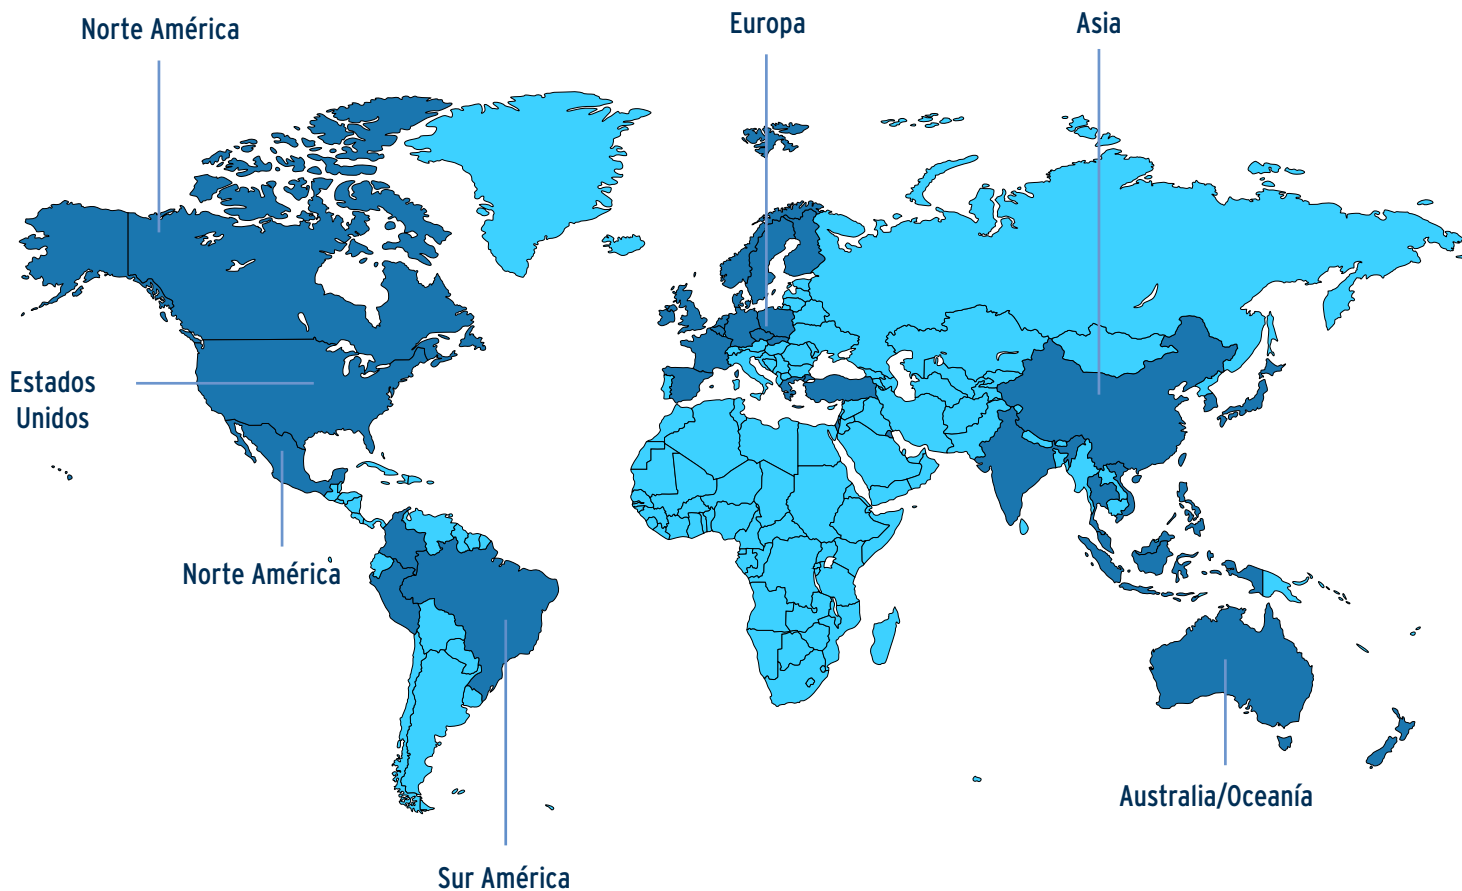 Norte América
Europa
Asia
Estados
Unidos
Norte América
Australia/Oceanía
Sur América